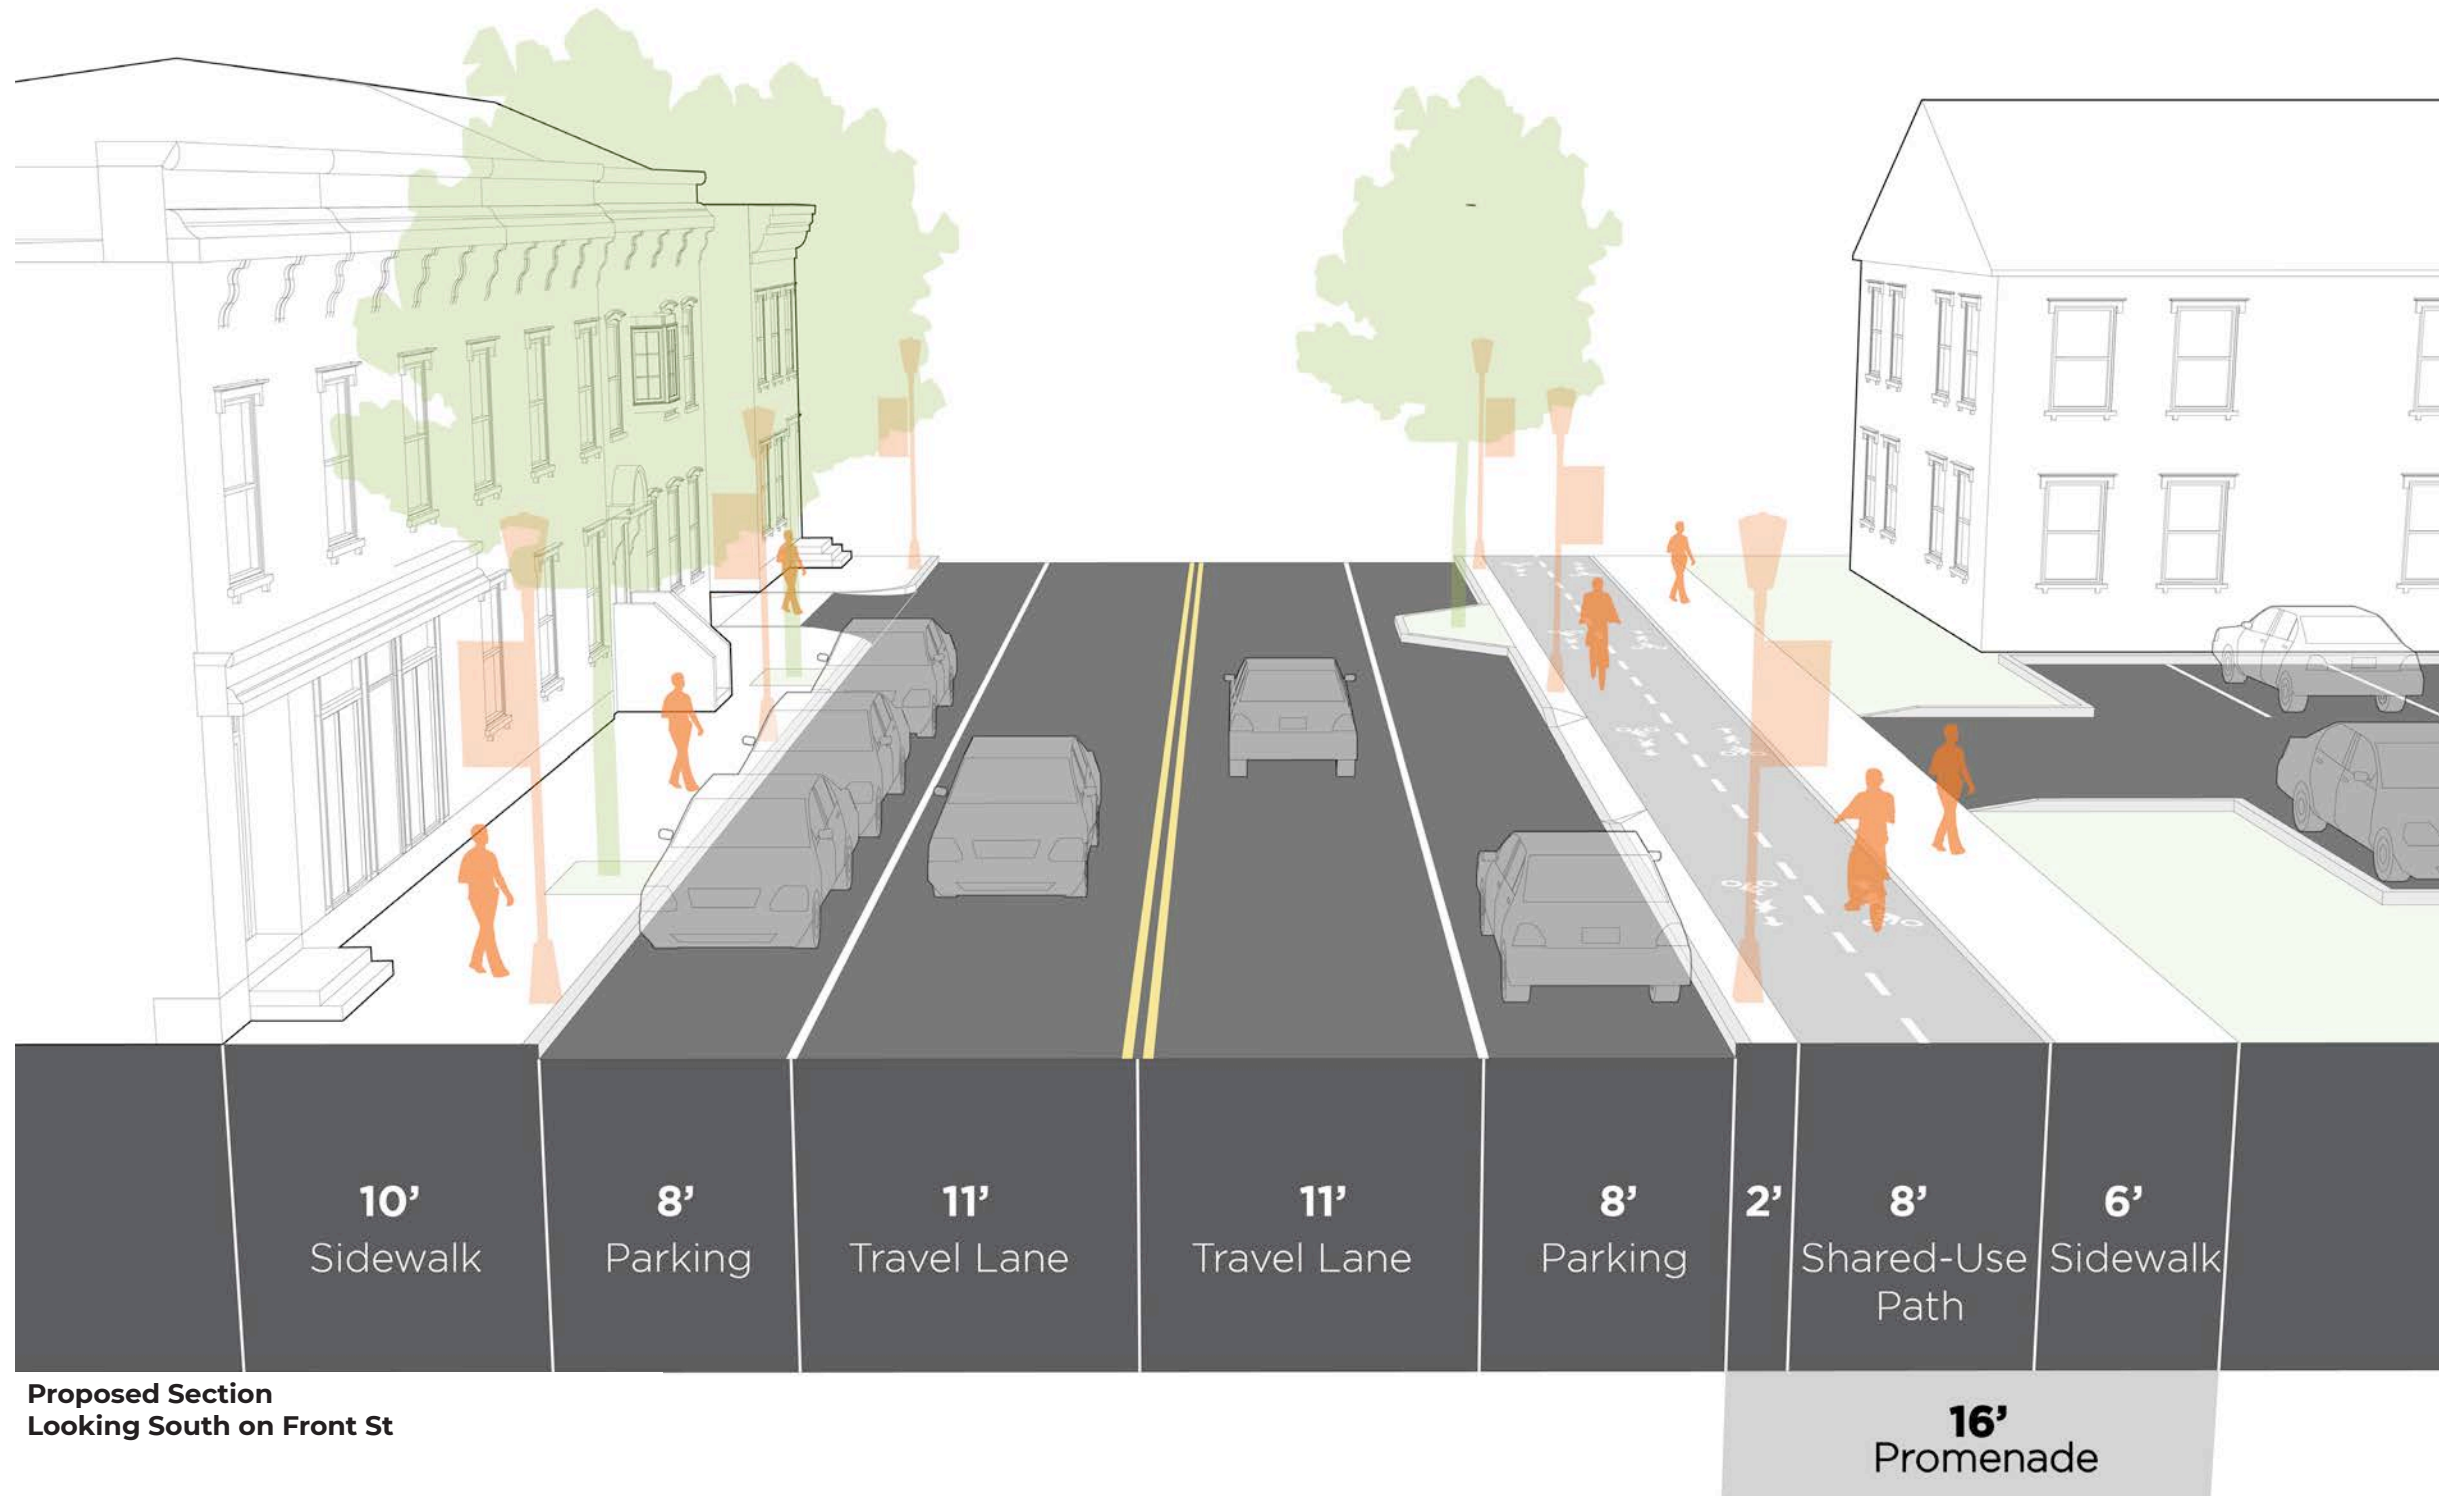 10’
Sidewalk
8’
Parking
11’
Travel Lane
11’
Travel Lane
8’
Parking
2’
8’
Shared-Use
Path
6’
Sidewalk
Proposed Section
Looking South on Front St
16’
Promenade